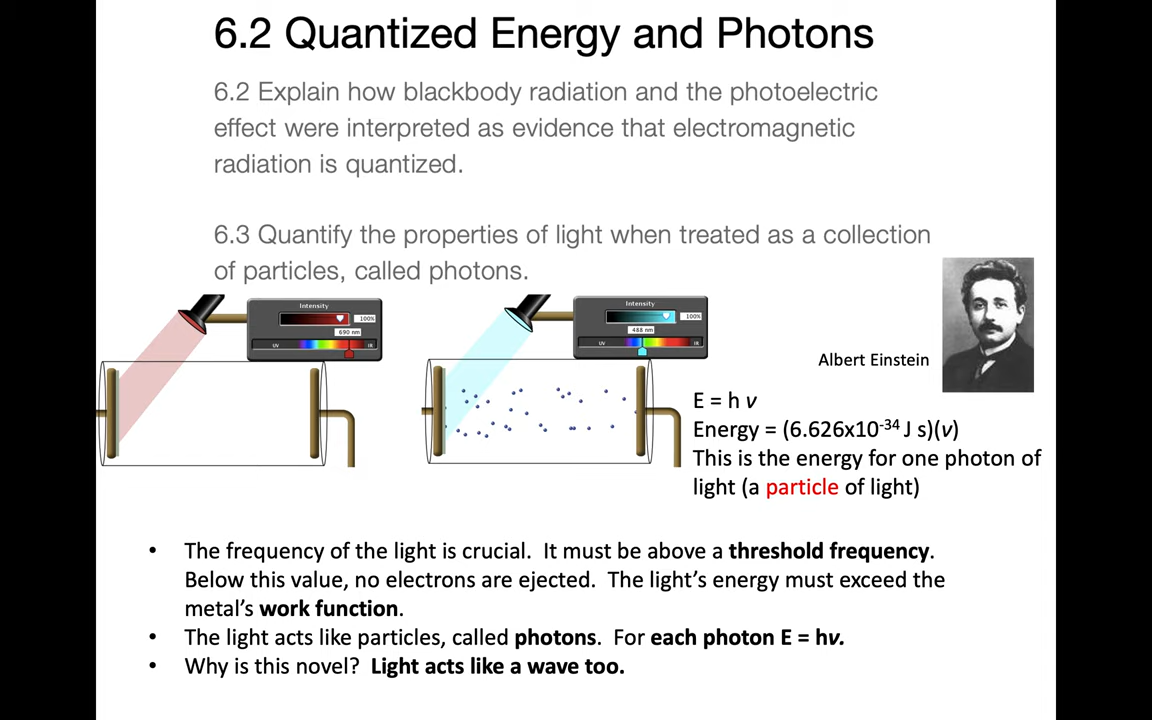 6.2 Quantized Energy and Photons
6.2 Explain how blackbody radiation and the photoelectric
effect were interpreted as evidence that electromagnetic
radiation is quantized.
6.3 Quantify the properties of light when treated as a collection
of particles, called photons.
Intensity
100%
690 nm
UV
IR
Intensity
100%
488 nm
UV
IR
Albert Einstein
E = h ν
Energy = (6.626x10⁻³⁴ J s)(ν)
This is the energy for one photon of
light (a particle of light)
• The frequency of the light is crucial. It must be above a threshold frequency.
Below this value, no electrons are ejected. The light's energy must exceed the
metal's work function.
• The light acts like particles, called photons. For each photon E = hν.
• Why is this novel? Light acts like a wave too.